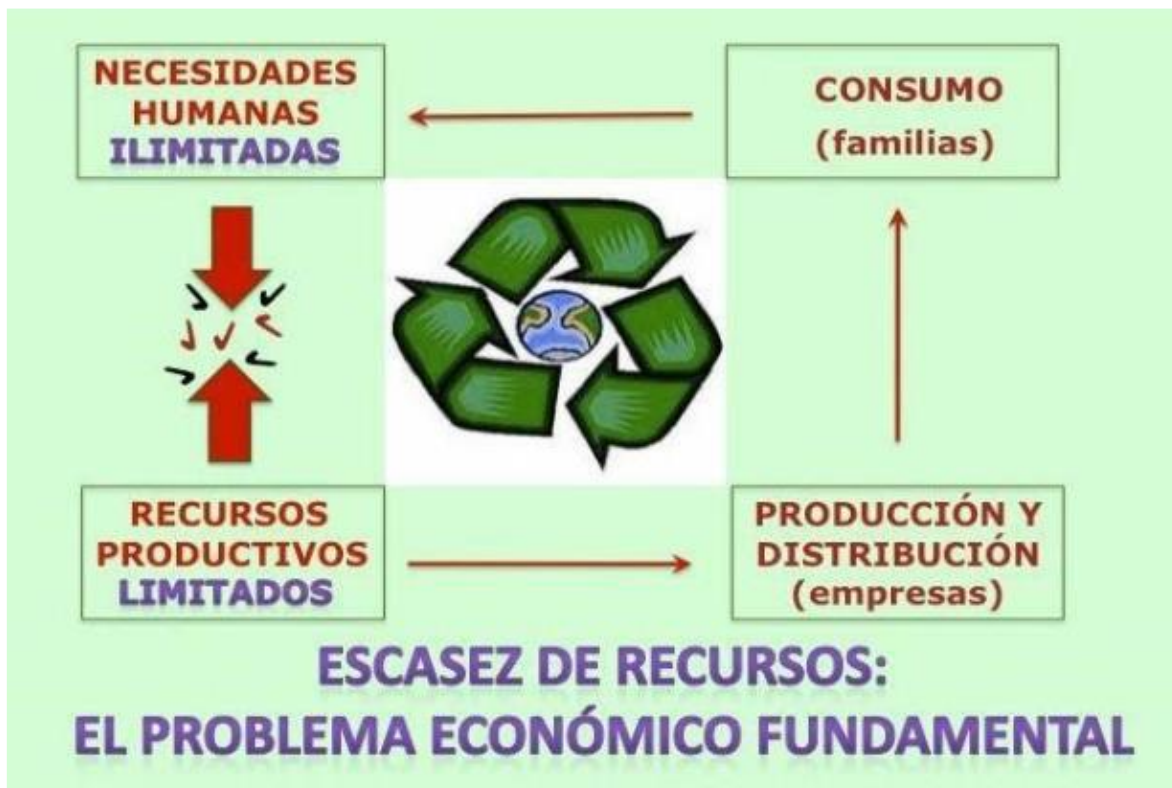 NECESIDADES
HUMANAS
ILIMITADAS
CONSUMO
(familias)
RECURSOS
PRODUCTIVOS
LIMITADOS
PRODUCCIÓN Y
DISTRIBUCIÓN
(empresas)
ESCASEZ DE RECURSOS:
EL PROBLEMA ECONÓMICO FUNDAMENTAL